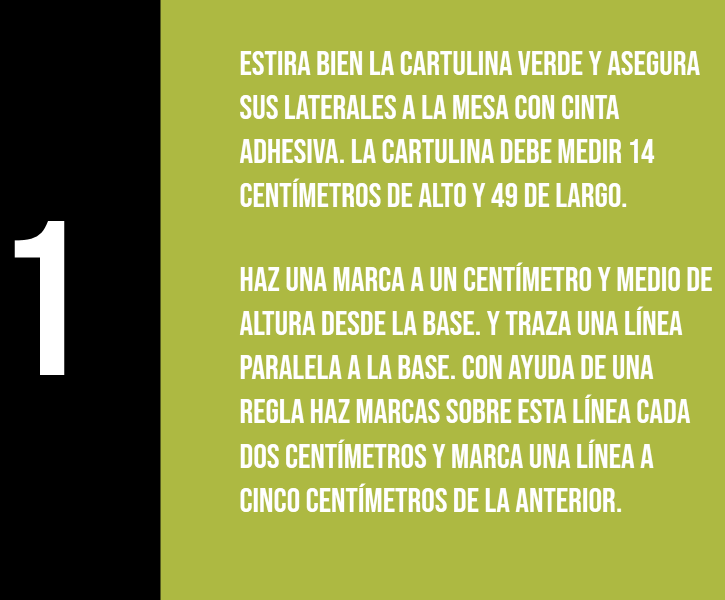 1
ESTIRA BIEN LA CARTULINA VERDE Y ASEGURA
SUS LATERALES A LA MESA CON CINTA
ADHESIVA. LA CARTULINA DEBE MEDIR 14
CENTÍMETROS DE ALTO Y 49 DE LARGO.
HAZ UNA MARCA A UN CENTÍMETRO Y MEDIO DE
ALTURA DESDE LA BASE. Y TRAZA UNA LÍNEA
PARALELA A LA BASE. CON AYUDA DE UNA
REGLA HAZ MARCAS SOBRE ESTA LÍNEA CADA
DOS CENTÍMETROS Y MARCA UNA LÍNEA A
CINCO CENTÍMETROS DE LA ANTERIOR.